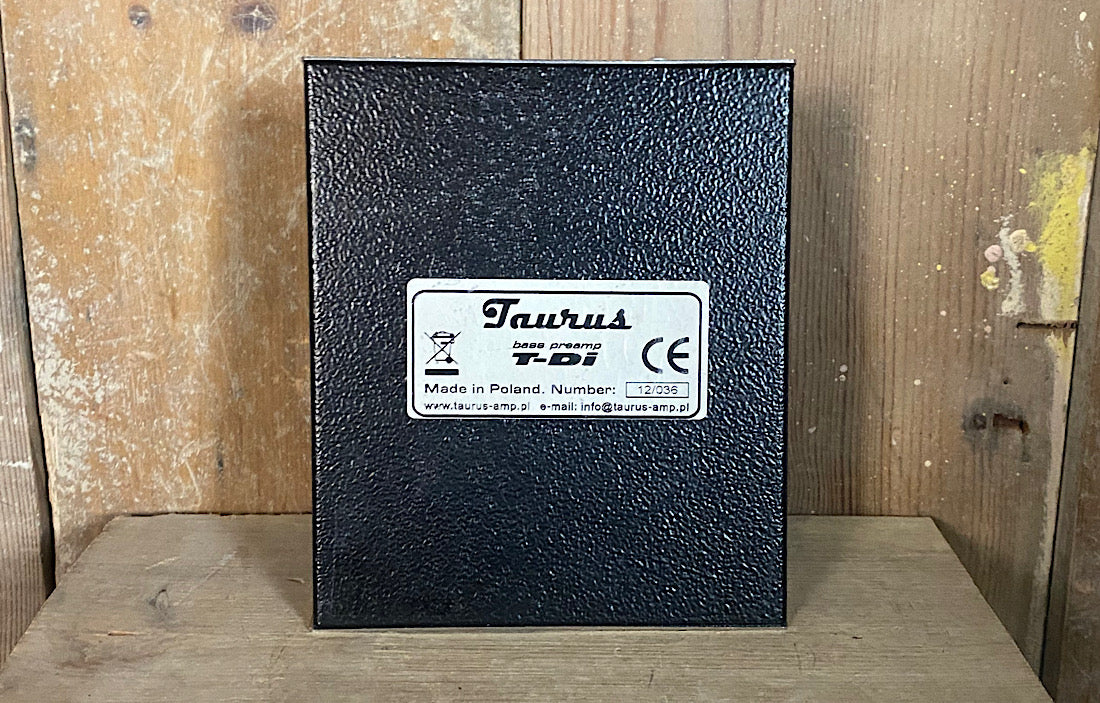 Taurus
bass preamp
T-Di
CE
Made in Poland. Number: 12/036
www.taurus-amp.pl e-mail: info@taurus-amp.pl